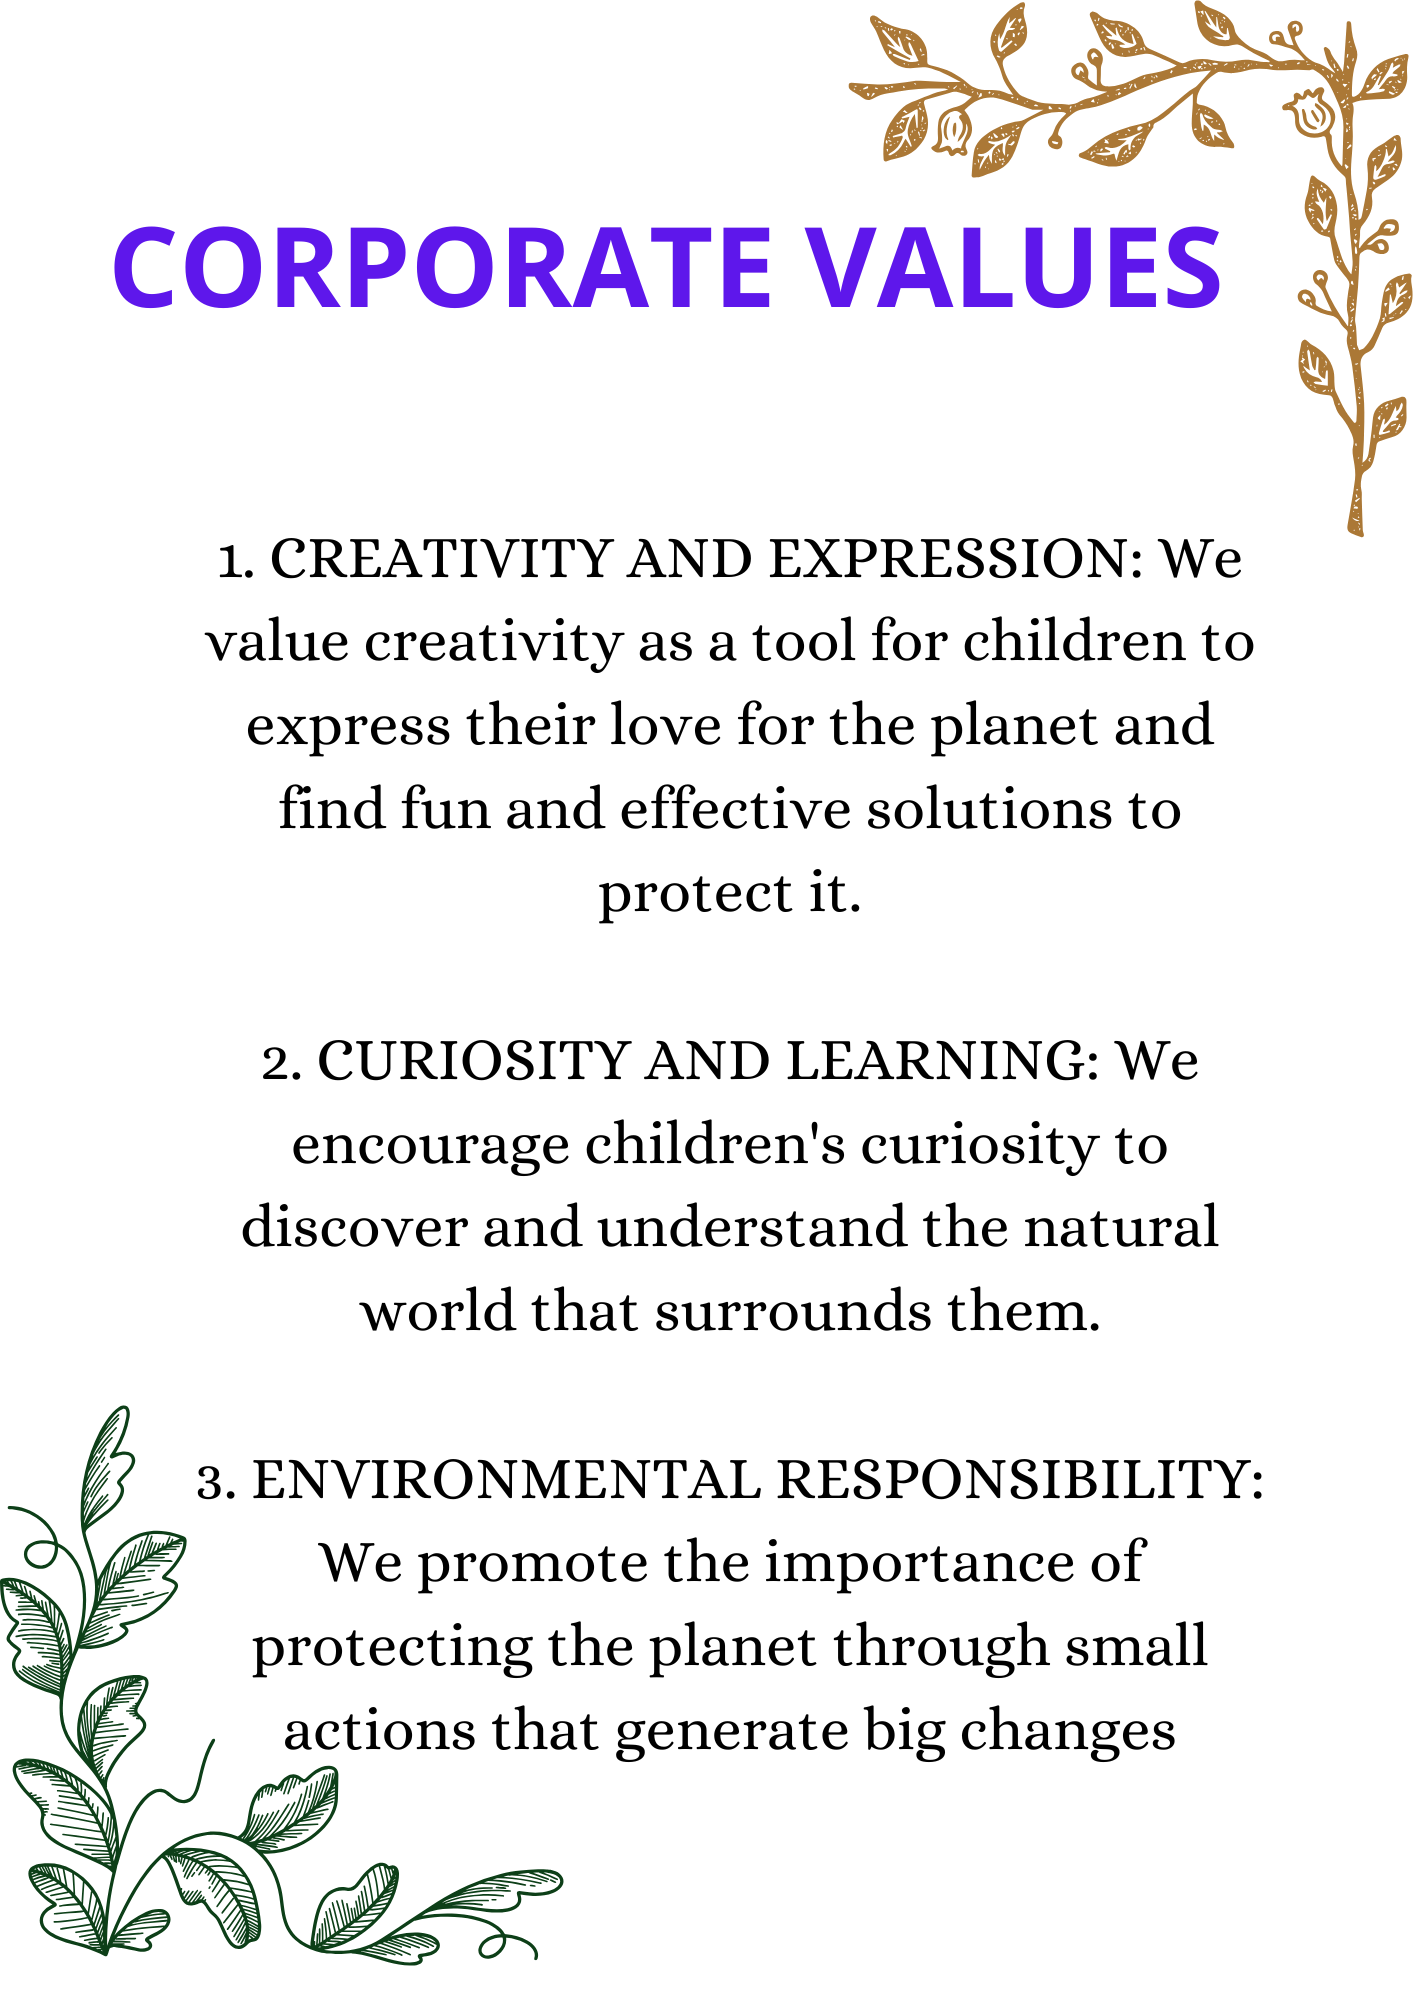 CORPORATE VALUES
1. CREATIVITY AND EXPRESSION: We
value creativity as a tool for children to
express their love for the planet and
find fun and effective solutions to
protect it.
2. CURIOSITY AND LEARNING: We
encourage children's curiosity to
discover and understand the natural
world that surrounds them.
3. ENVIRONMENTAL RESPONSIBILITY:
We promote the importance of
protecting the planet through small
actions that generate big changes